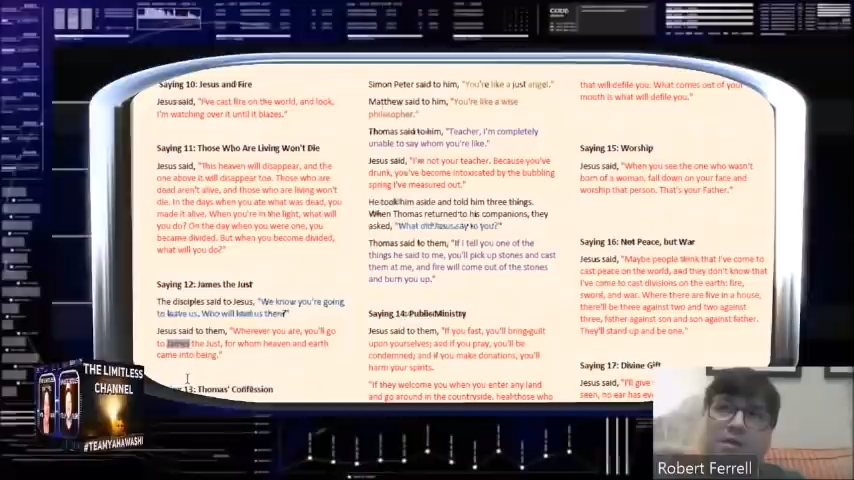 CODE
Saying 10: Jesus and Fire
Jesus said, "I've cast fire on the world, and look,
I'm watching over it until it blazes."
Saying 11: Those Who Are Living Won't Die
Jesus said, "This heaven will disappear, and the
one above it will disappear too. Those who are
dead aren't alive, and those who are living won't
die. In the days when you ate what was dead, you
made it alive. When you're in the light, what will
you do? On the day when you were one, you
became divided. But when you become divided,
what will you do?"
Saying 12: James the Just
The disciples said to Jesus, "We know you're going
to leave us. Who will lead us then?"
Jesus said to them, "Wherever you are, you'll go
to James the Just, for whom heaven and earth
came into being."
13: Thomas' Confession
Simon Peter said to him, "You're like a just angel."
Matthew said to him, "You're like a wise
philosopher."
Thomas said to him, "Teacher, I'm completely
unable to say whom you're like."
Jesus said, "I'm not your teacher. Because you've
drunk, you've become intoxicated by the bubbling
spring I've measured out."
He took him aside and told him three things.
When Thomas returned to his companions, they
asked, "What did Jesus say to you?"
Thomas said to them, "If I tell you one of the
things he said to me, you'll pick up stones and cast
them at me, and fire will come out of the stones
and burn you up."
Saying 14: Public Ministry
Jesus said to them, "If you fast, you'll bring guilt
upon yourselves; and if you pray, you'll be
condemned; and if you make donations, you'll
harm your spirits.
"If they welcome you when you enter any land
and go around in the countryside, heal those who
that will defile you. What comes out of your
mouth is what will defile you."
Saying 15: Worship
Jesus said, "When you see the one who wasn't
born of a woman, fall down on your face and
worship that person. That's your Father."
Saying 16: Not Peace, but War
Jesus said, "Maybe people think that I've come to
cast peace on the world, and they don't know that
I've come to cast divisions on the earth: fire,
sword, and war. Where there are five in a house,
there'll be three against two and two against
three, father against son and son against father.
They'll stand up and be one."
Saying 17: Divine Gift
Jesus said, "I'll give
seen, no ear has
THE LIMITLESS
CHANNEL
#TEAMYAHAWASHI
Robert Ferrell